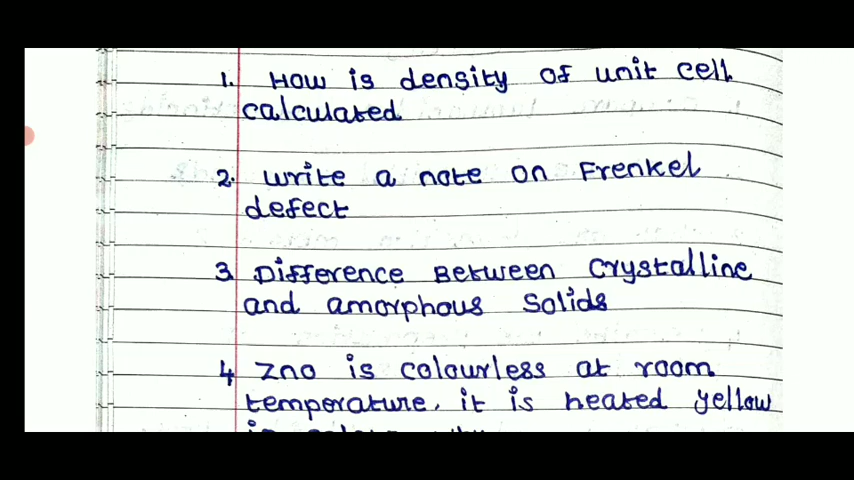 1. How is density of unit cell
calculated
2. Write a note on Frenkel
defect
3 Difference Between Crystalline
and amorphous Solids
4 Zno is colourless at room
temperature. it is heated yellow